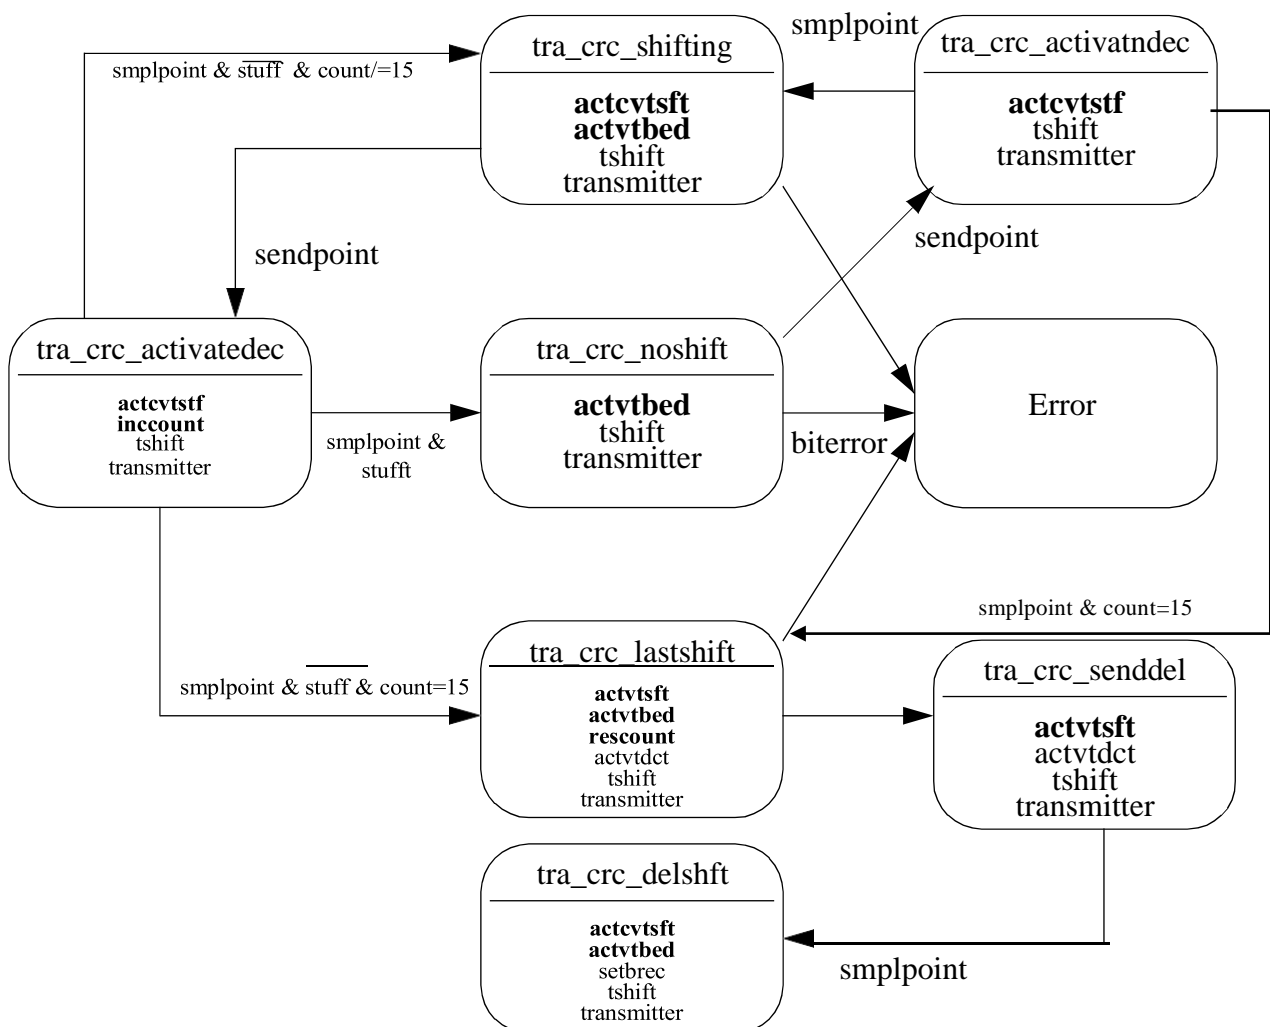 smplpoint
tra_crc_shifting
tra_crc_activatndec
smplpoint & stuff & count/=15
actcvtsft
actvtbed
tshift
transmitter
actcvtstf
tshift
transmitter
sendpoint
sendpoint
tra_crc_activatedec
actcvtstf
inccount
tshift
transmitter
tra_crc_noshift
actvtbed
tshift
transmitter
Error
smplpoint &
stufft
biterror
smplpoint & count=15
tra_crc_lastshift
actvtsft
actvtbed
rescount
actvtdct
tshift
transmitter
smplpoint & stuff & count=15
tra_crc_senddel
actvtsft
actvtdct
tshift
transmitter
tra_crc_delshft
actcvtsft
actvtbed
setbrec
tshift
transmitter
smplpoint